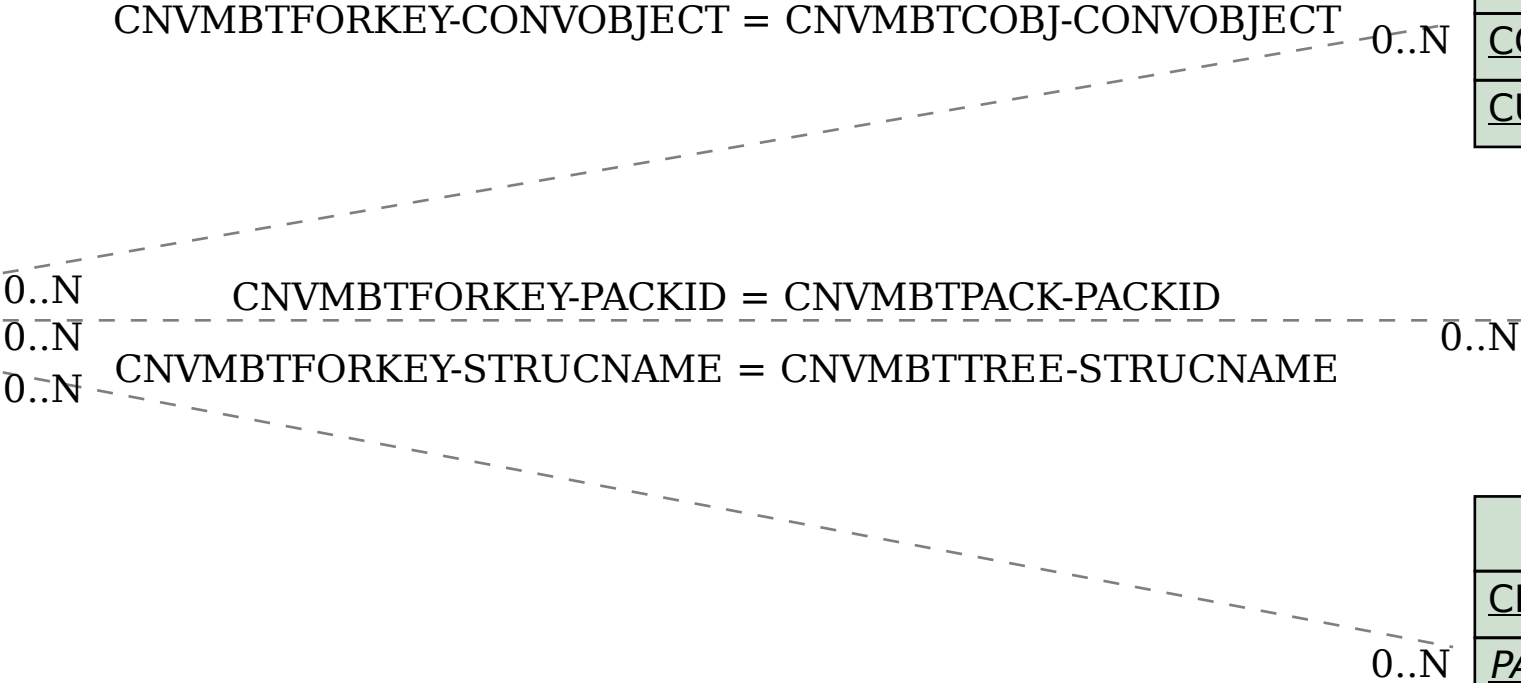 CNVMBTFORKEY-CONVOBJECT = CNVMBTCOBJ-CONVOBJECT
0..N
0..N
CNVMBTFORKEY-PACKID = CNVMBTPACK-PACKID
0..N
0..N
CNVMBTFORKEY-STRUCNAME = CNVMBTTREE-STRUCNAME
0..N
0..N